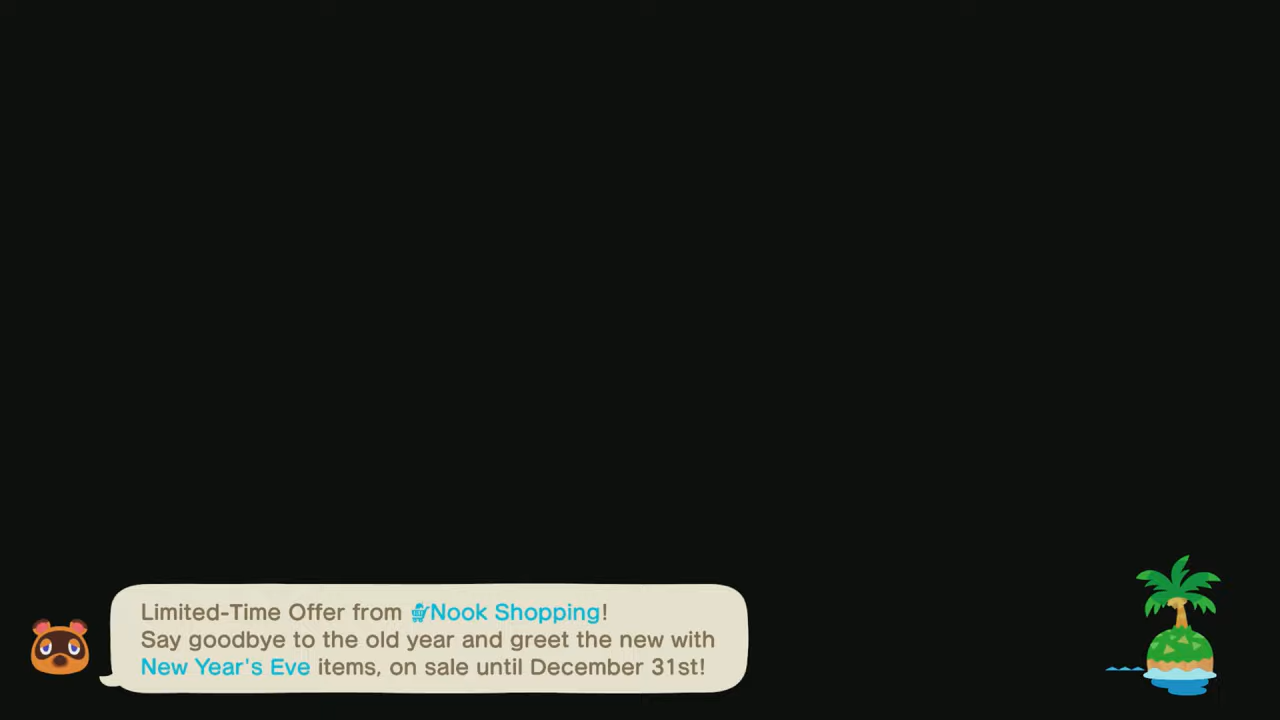 Limited-Time Offer from Nook Shopping!
Say goodbye to the old year and greet the new with
New Year's Eve items, on sale until December 31st!